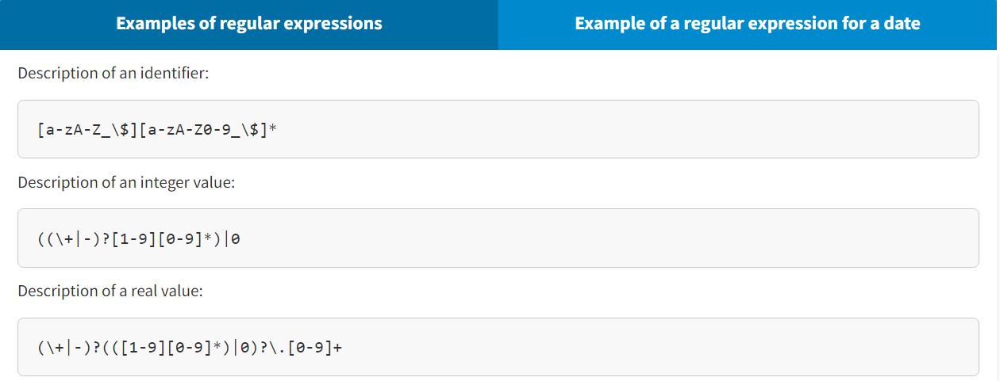 Examples of regular expressions
Example of a regular expression for a date
Description of an identifier:
[a-zA-Z_\$][a-zA-Z0-9_\$]*
Description of an integer value:
((\+|-)?[1-9][0-9]*)|0
Description of a real value:
(\+|-)?(([1-9][0-9]*)|0)?\.[0-9]+